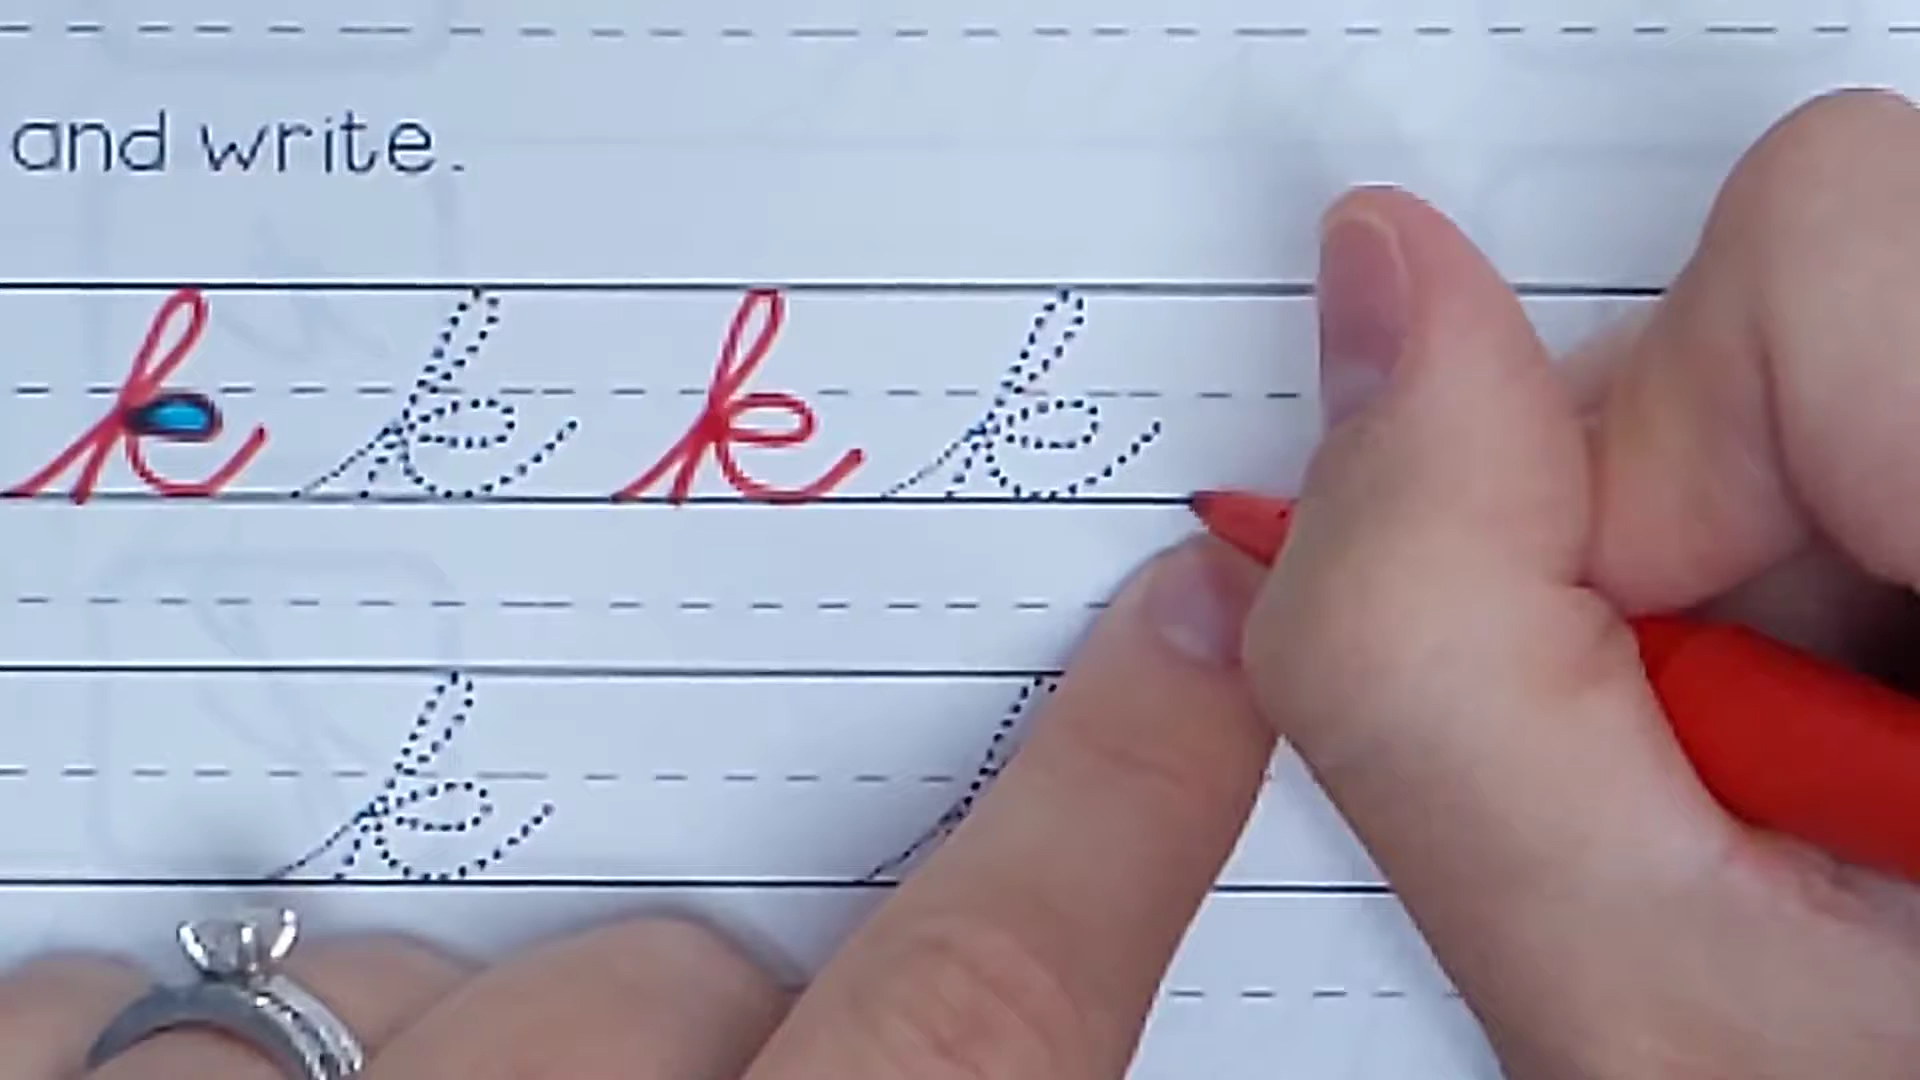 and write.
k k k k
k